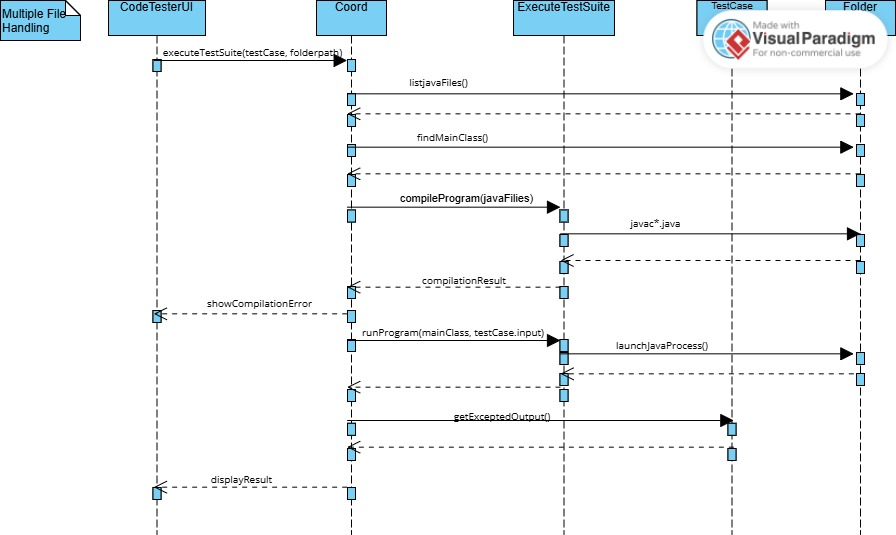 Multiple File
Handling
CodeTesterUI
Coord
ExecuteTestSuite
TestCase
Folder
Made with
Visual Paradigm
For non-commercial use
executeTestSuite(testCase, folderpath)
listjavaFiles()
findMainClass()
compileProgram(javaFilies)
javac*.java
compilationResult
showCompilationError
runProgram(mainClass, testCase.input)
launchJavaProcess()
getExceptedOutput()
displayResult